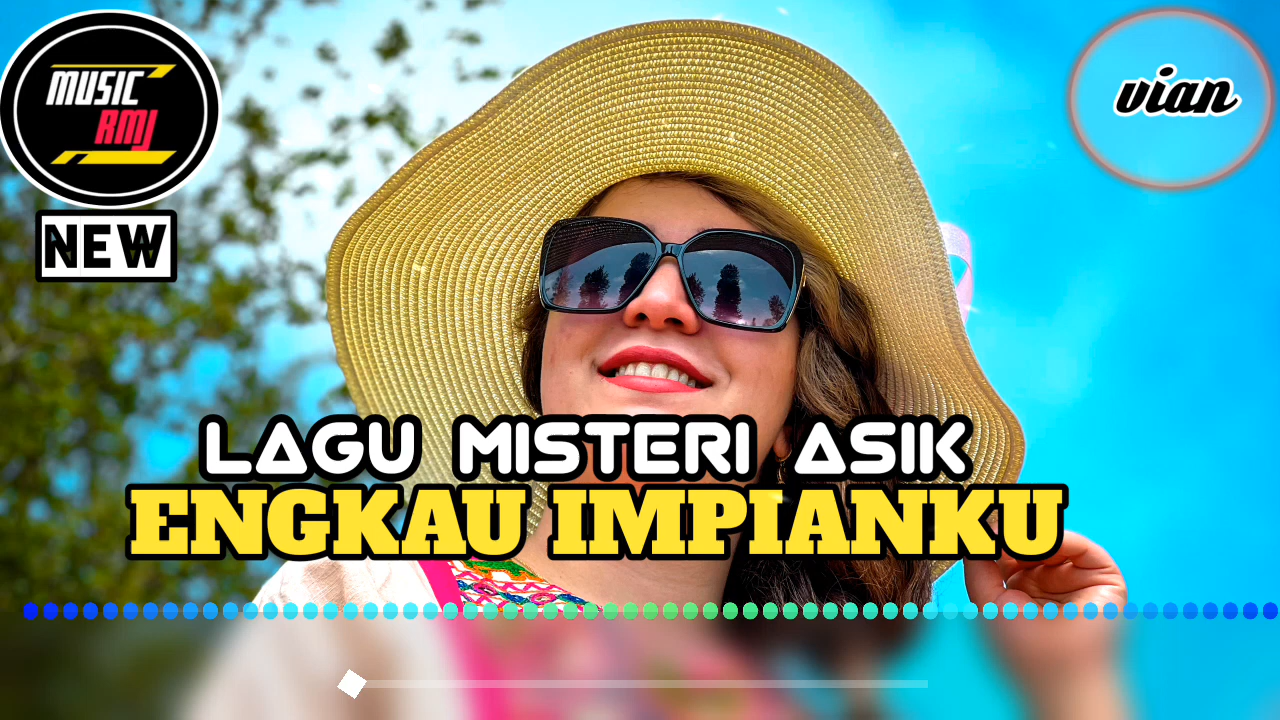 MUSIC
RMJ
NEW
vian
LAGU MISTERI ASIK
ENGKAU IMPIANKU